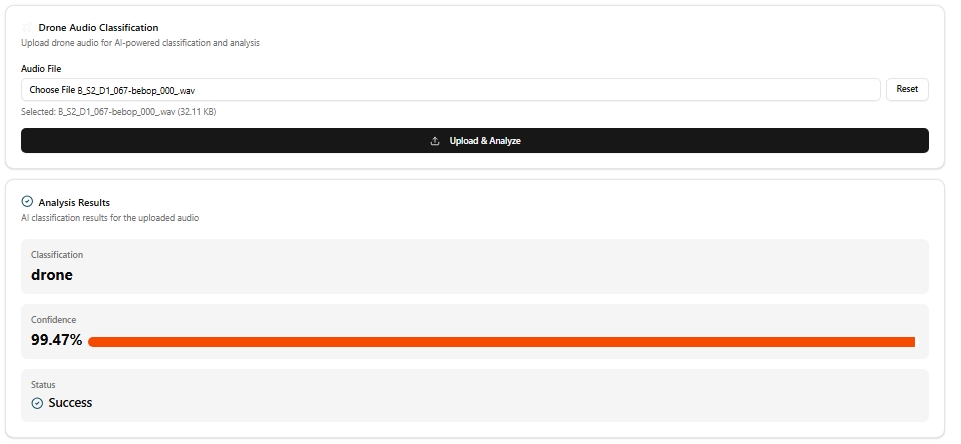 Drone Audio Classification
Upload drone audio for AI-powered classification and analysis
Audio File
Choose File B_S2_D1_067-bebop_000_.wav
Reset
Selected: B_S2_D1_067-bebop_000_.wav (32.11 KB)
Upload & Analyze
Analysis Results
AI classification results for the uploaded audio
Classification
drone
Confidence
99.47%
Status
Success